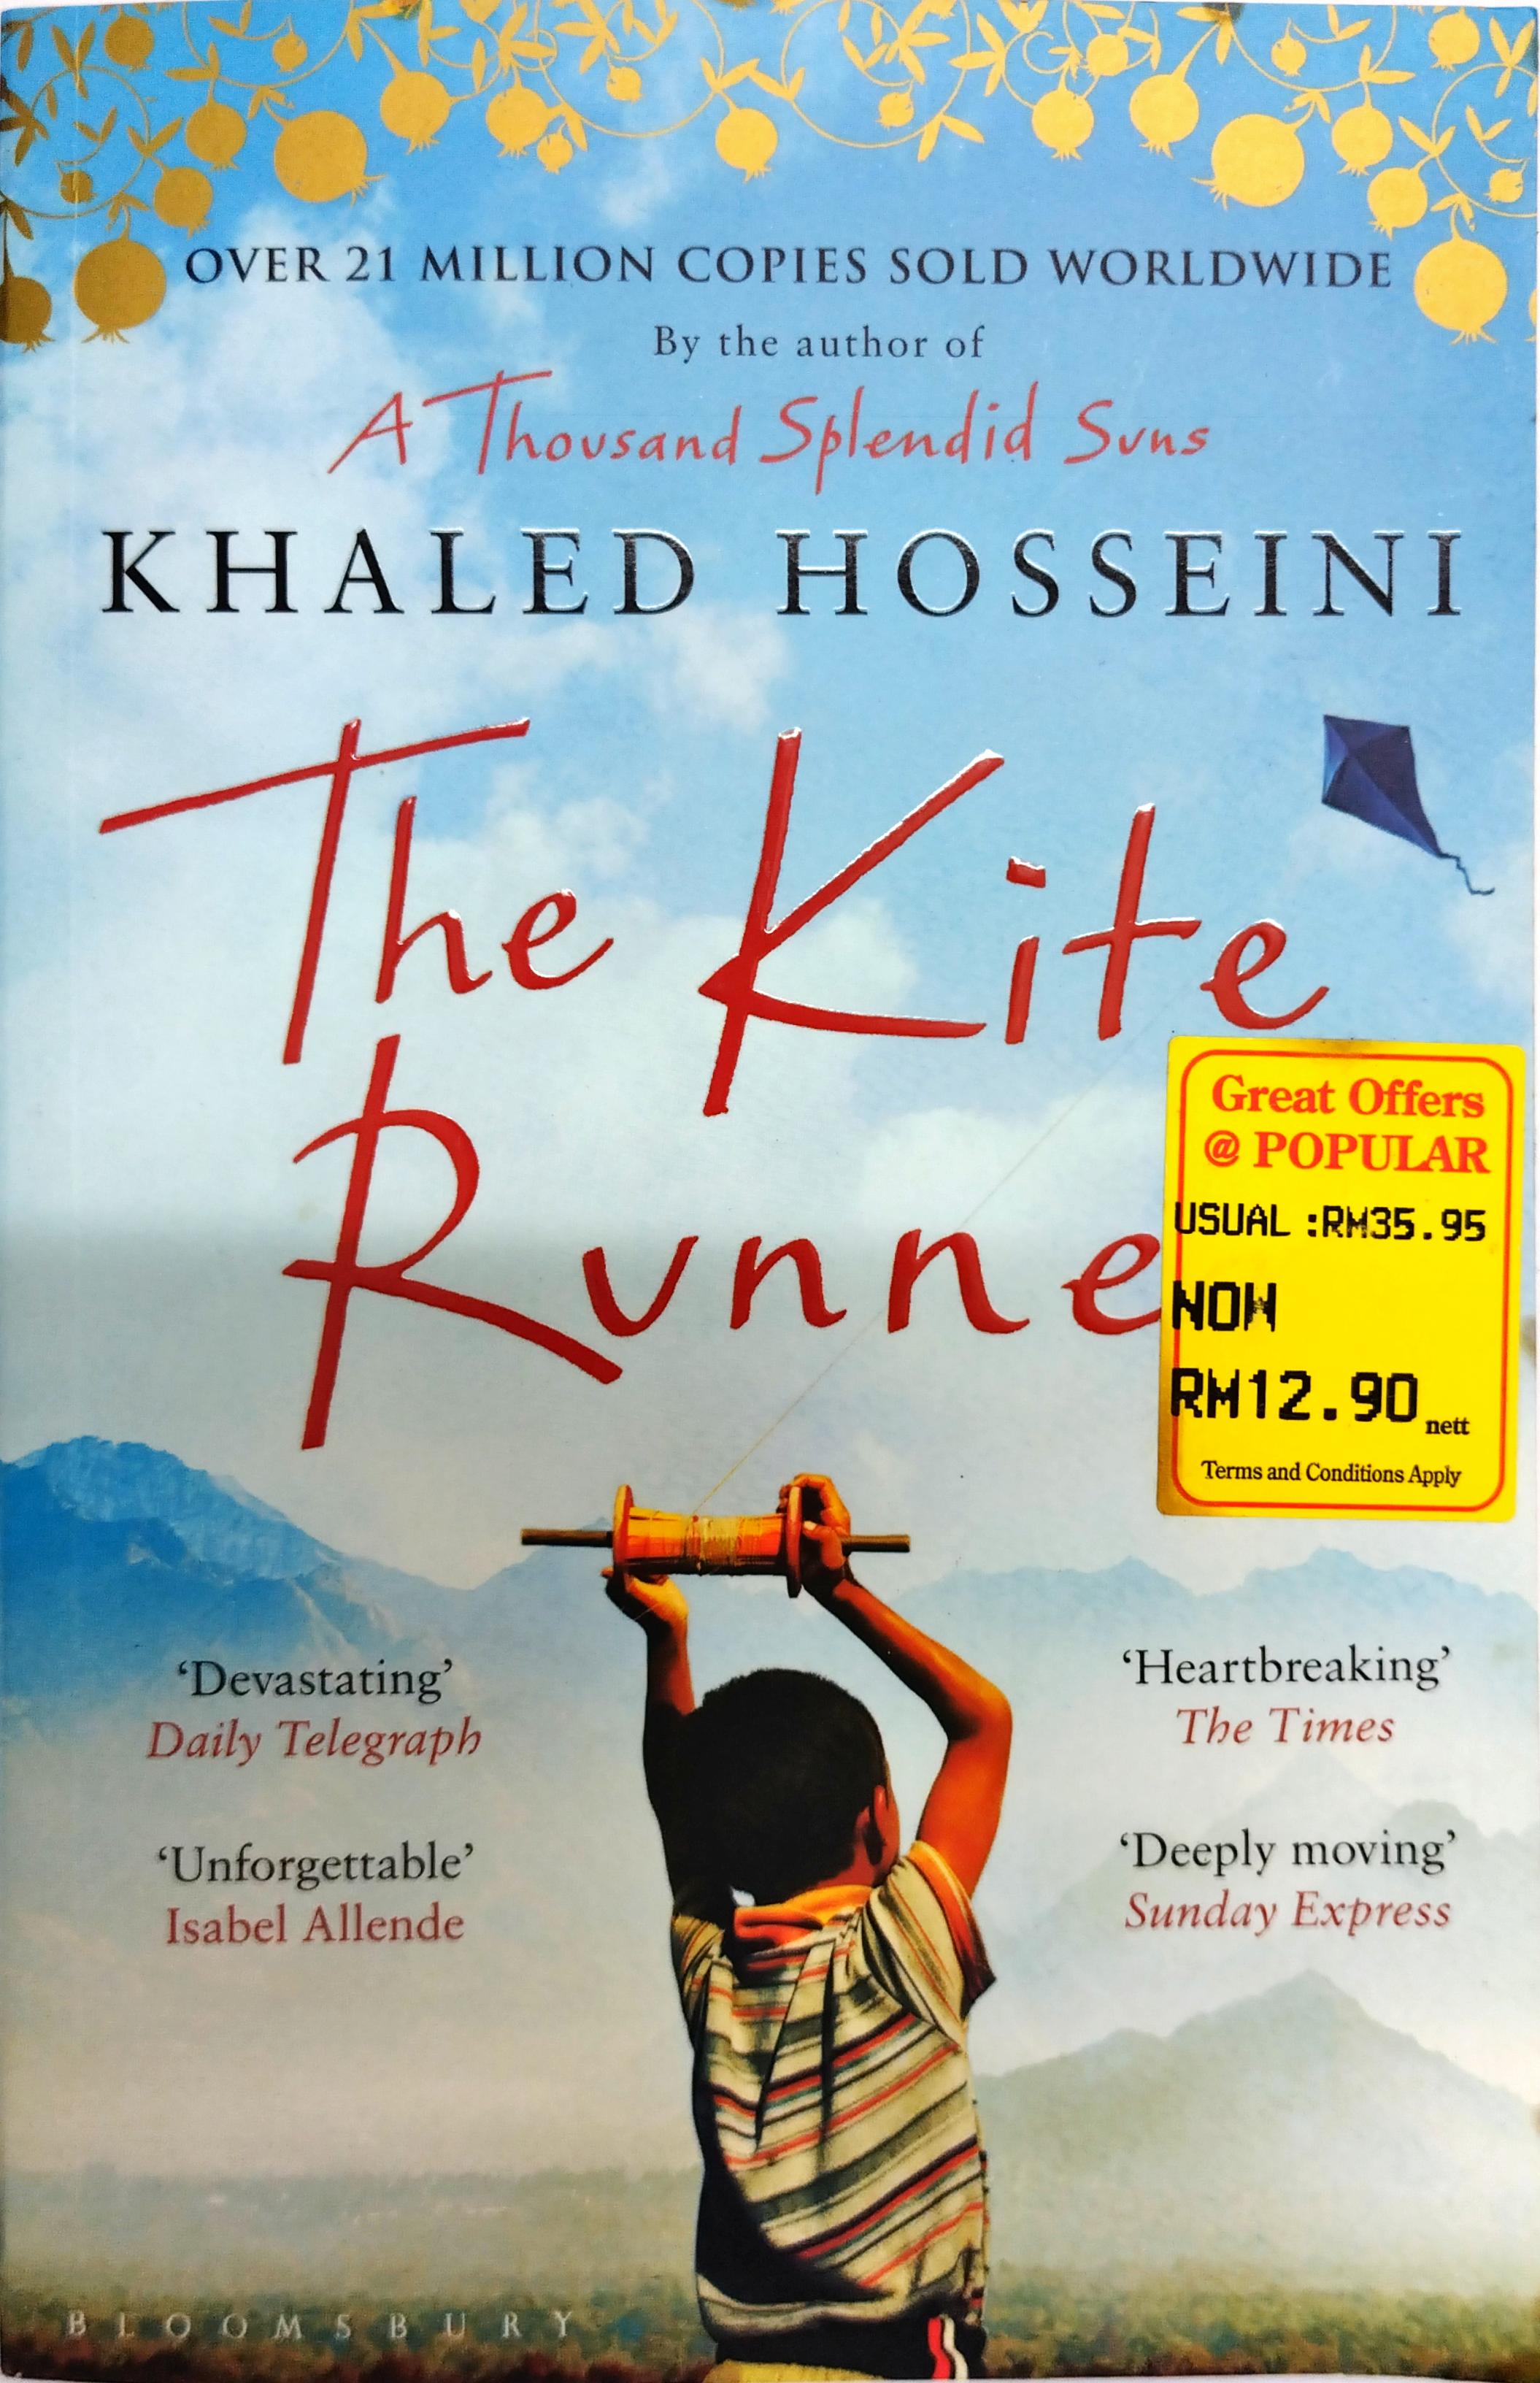 OVER 21 MILLION COPIES SOLD WORLDWIDE
By the author of
A Thousand Splendid Suns
KHALED HOSSEINI
The Kite
Runne
Great Offers
@ POPULAR
USUAL :RM35.95
NOW
RM12.90 nett
Terms and Conditions Apply
'Devastating'
Daily Telegraph
'Unforgettable'
Isabel Allende
'Heartbreaking'
The Times
'Deeply moving'
Sunday Express
BLOOMSBURY